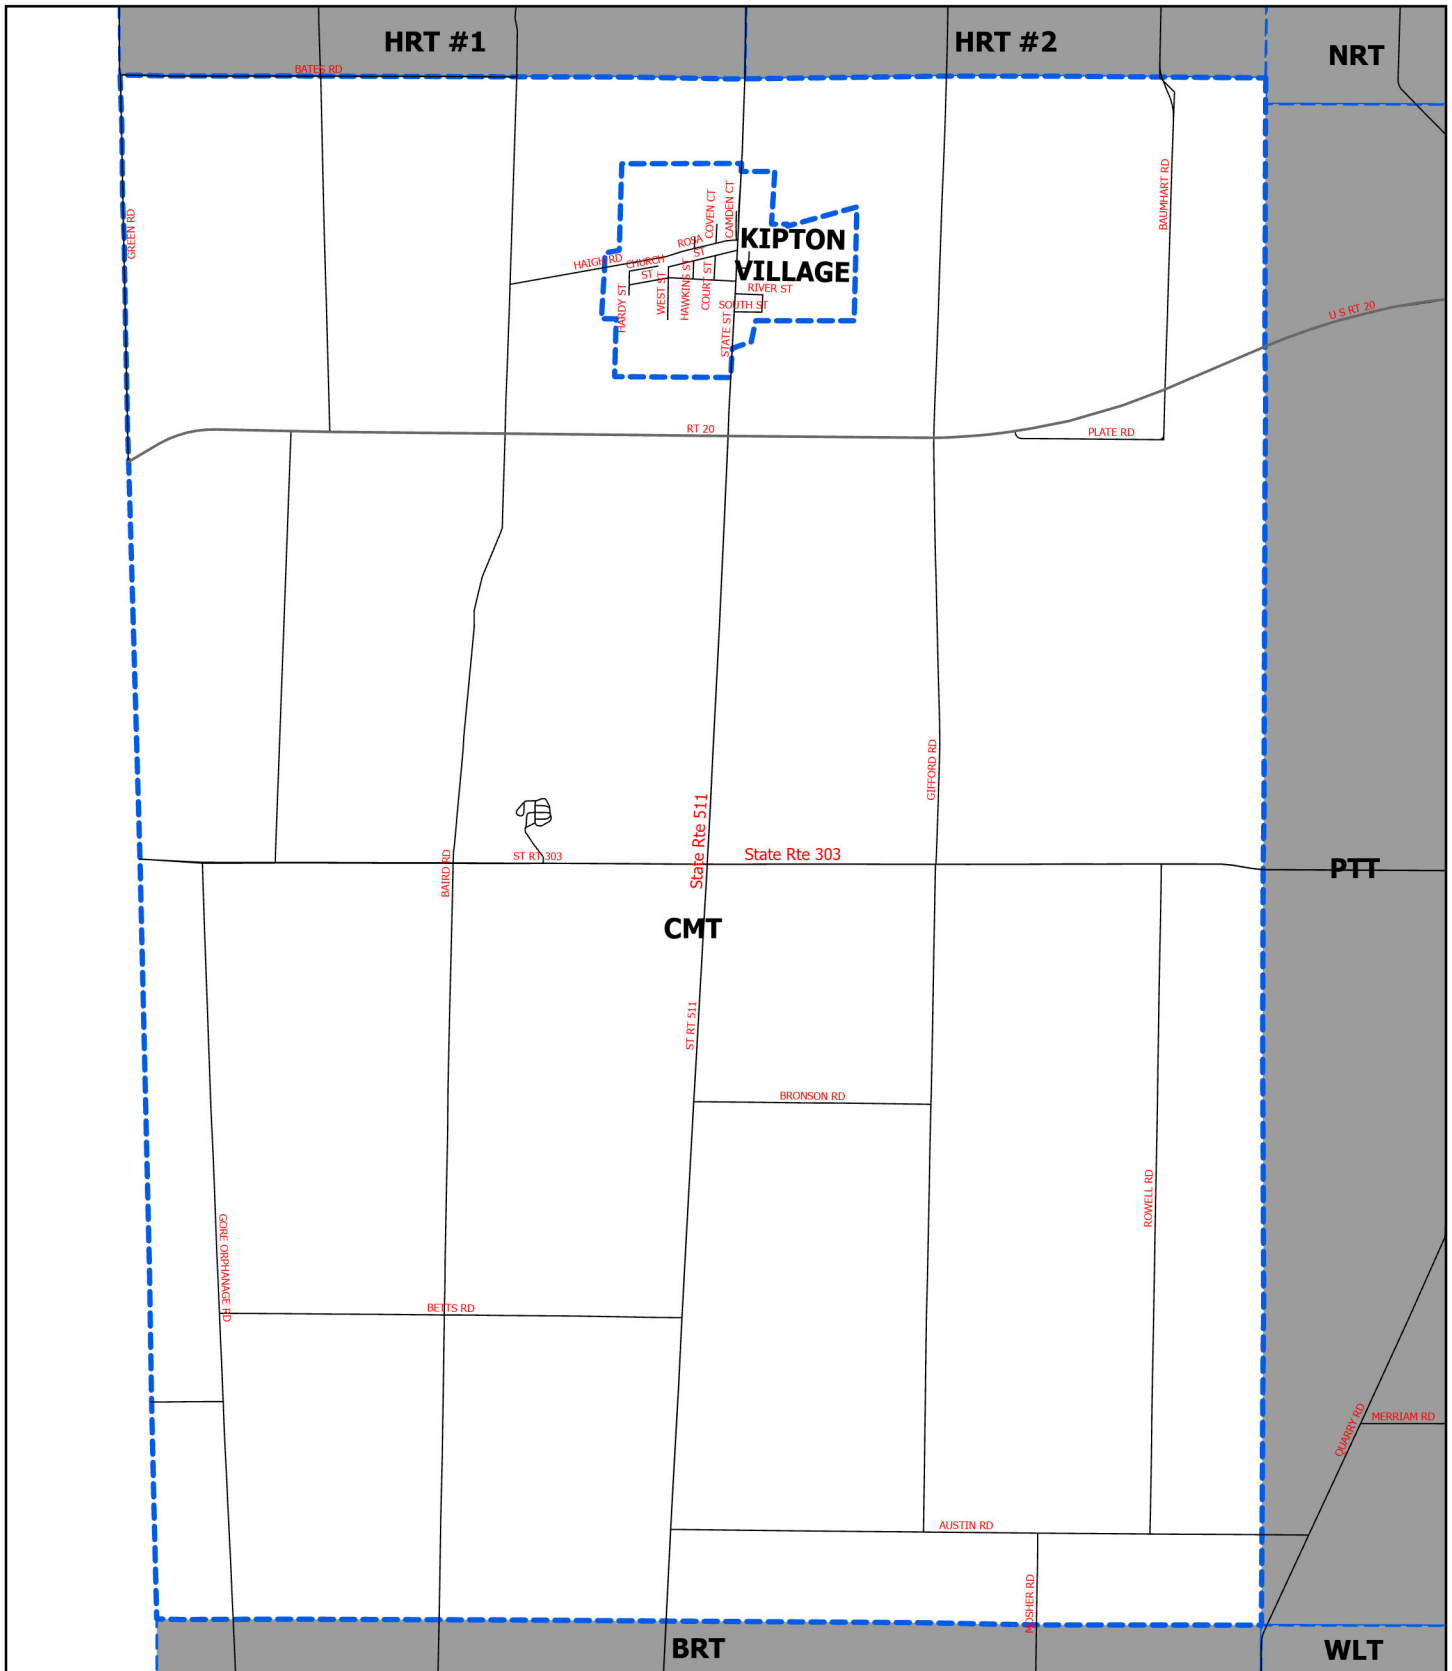 HRT #1
HRT #2
NRT
BATES RD
GREEN RD
BAUMHART RD
COVEN CT
CAMDEN CT
ROSA
ST
KIPTON
VILLAGE
HAIGH RD
CHURCH
ST
HARDY ST
WEST ST
HAWKINS ST
COURT ST
RIVER ST
SOUTH ST
STATE ST
U S RT 20
RT 20
PLATE RD
GIFFORD RD
State Rte 511
State Rte 303
ST RT 303
BAIRD RD
PTT
CMT
ST RT 511
BRONSON RD
ROWELL RD
GORE ORPHANAGE RD
BETTS RD
QUARRY RD
MERRIAM RD
AUSTIN RD
MOSHER RD
BRT
WLT